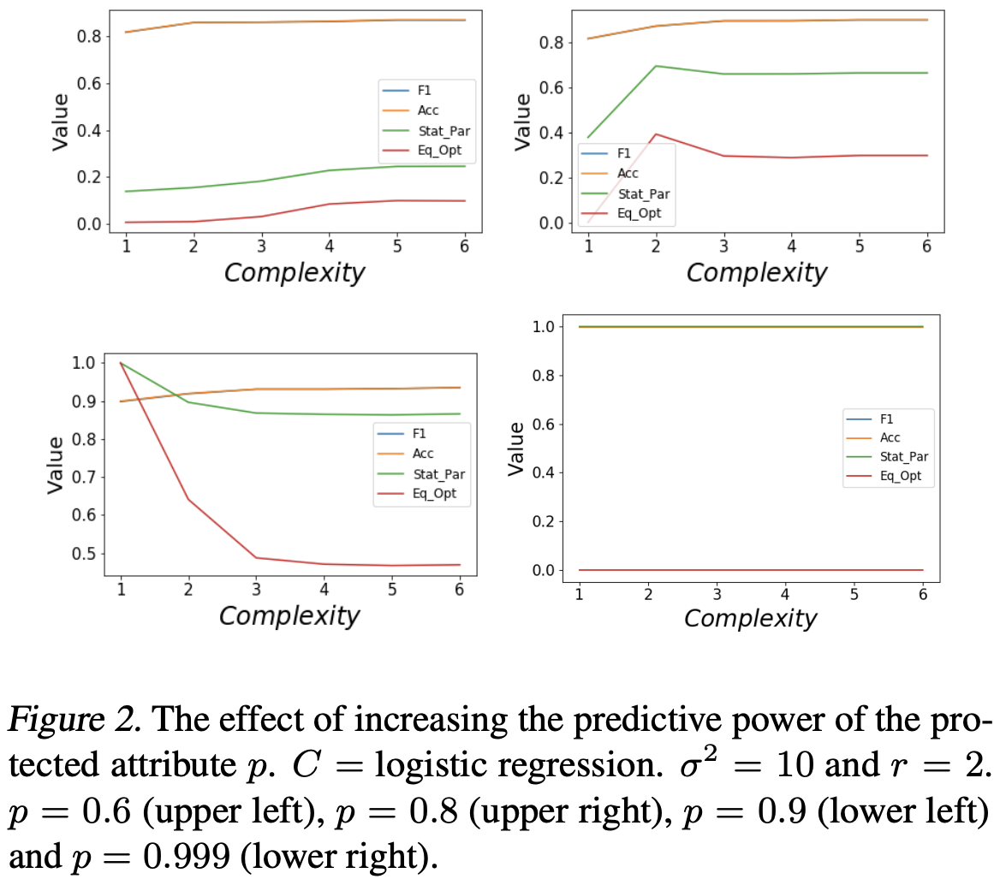 0.8
0.6
0.4
0.2
0.0
Value
F1
Acc
Stat_Par
Eq_Opt
1 2 3 4 5 6
Complexity
0.8
0.6
0.4
0.2
0.0
Value
F1
Acc
Stat_Par
Eq_Opt
1 2 3 4 5 6
Complexity
1.0
0.9
0.8
0.7
0.6
0.5
Value
F1
Acc
Stat_Par
Eq_Opt
1 2 3 4 5 6
Complexity
1.0
0.8
0.6
0.4
0.2
0.0
Value
F1
Acc
Stat_Par
Eq_Opt
1 2 3 4 5 6
Complexity
Figure 2. The effect of increasing the predictive power of the pro-
tected attribute p. C = logistic regression. σ² = 10 and r = 2.
p = 0.6 (upper left), p = 0.8 (upper right), p = 0.9 (lower left)
and p = 0.999 (lower right).